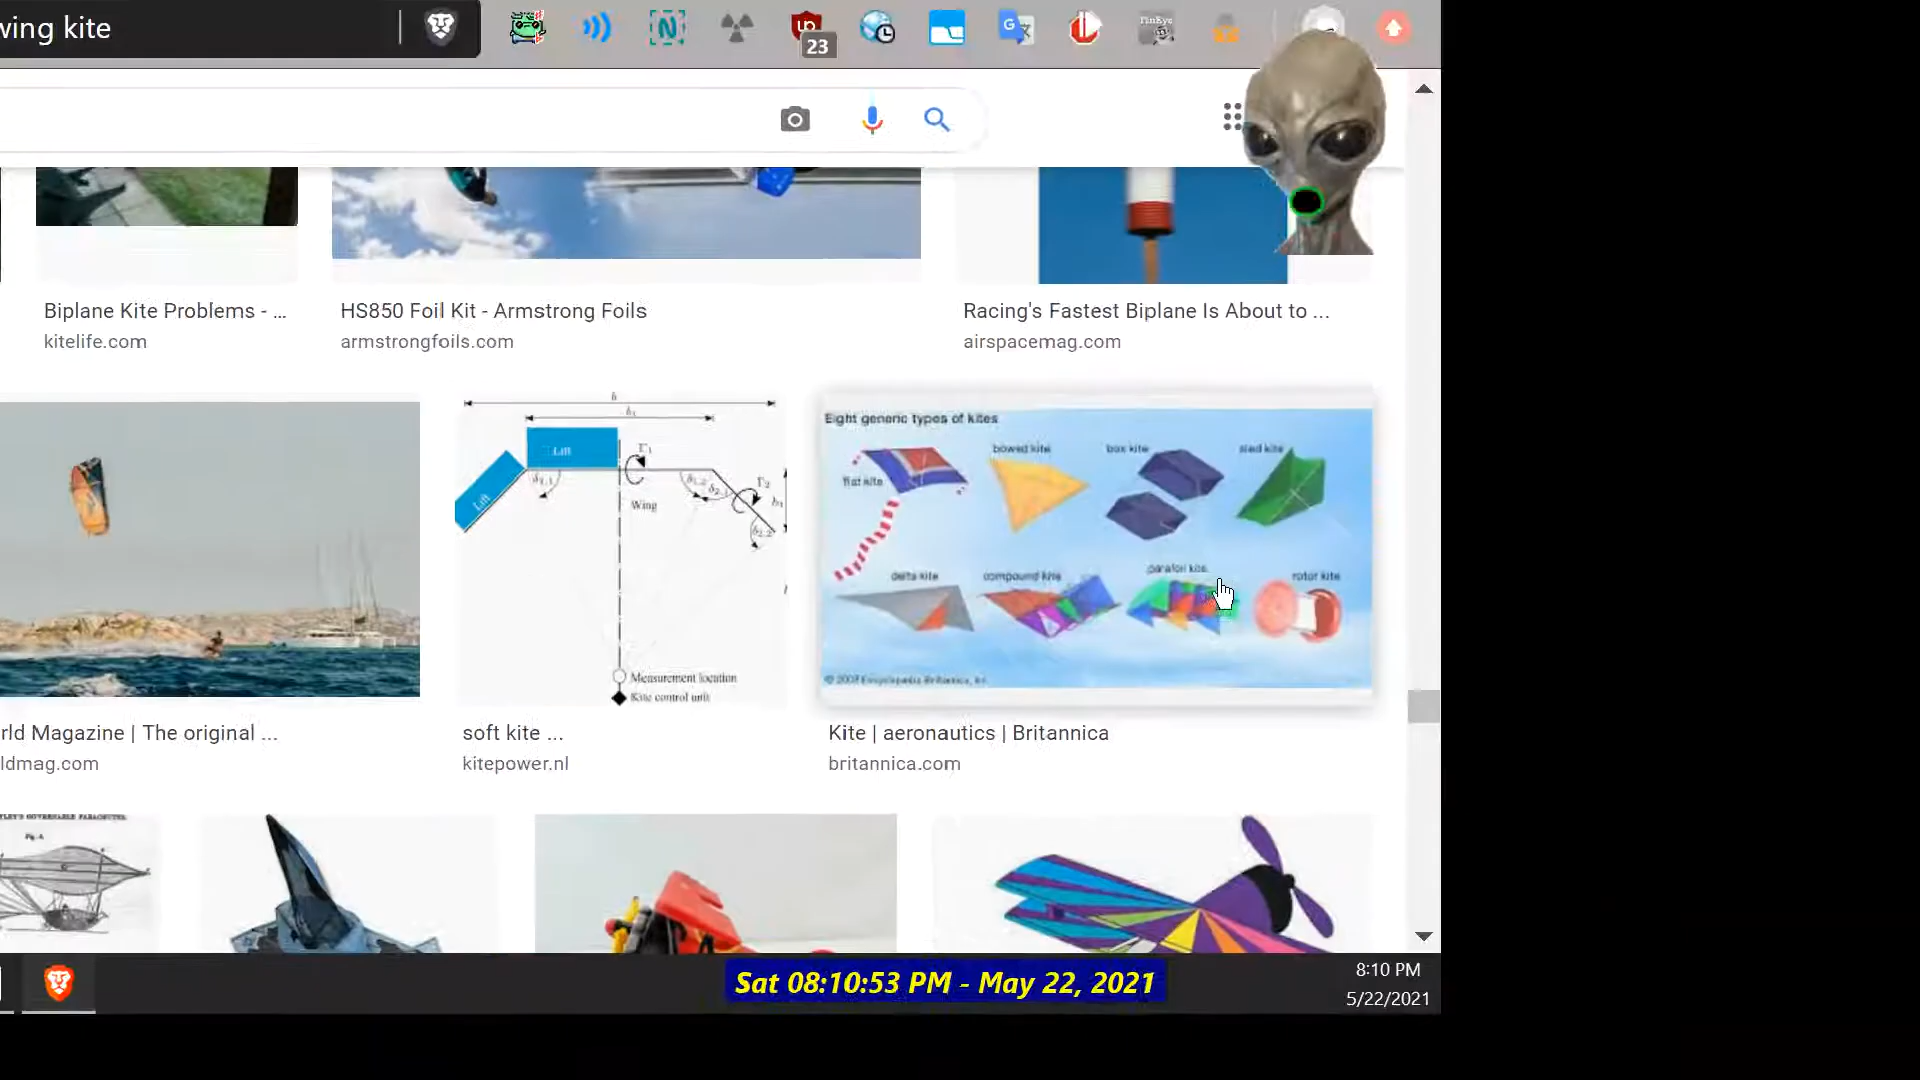 wing kite
23
TinEye
Biplane Kite Problems - ...
kitelife.com
HS850 Foil Kit - Armstrong Foils
armstrongfoils.com
Racing's Fastest Biplane Is About to ...
airspacemag.com
Lift
Lift
Wing
Measurement location
Kite control unit
Eight generic types of kites
flat kite
bowed kite
box kite
sled kite
delta kite
compound kite
parafoil kite
rotor kite
rld Magazine | The original ...
ldmag.com
soft kite ...
kitepower.nl
Kite | aeronautics | Britannica
britannica.com
Sat 08:10:53 PM - May 22, 2021
8:10 PM
5/22/2021